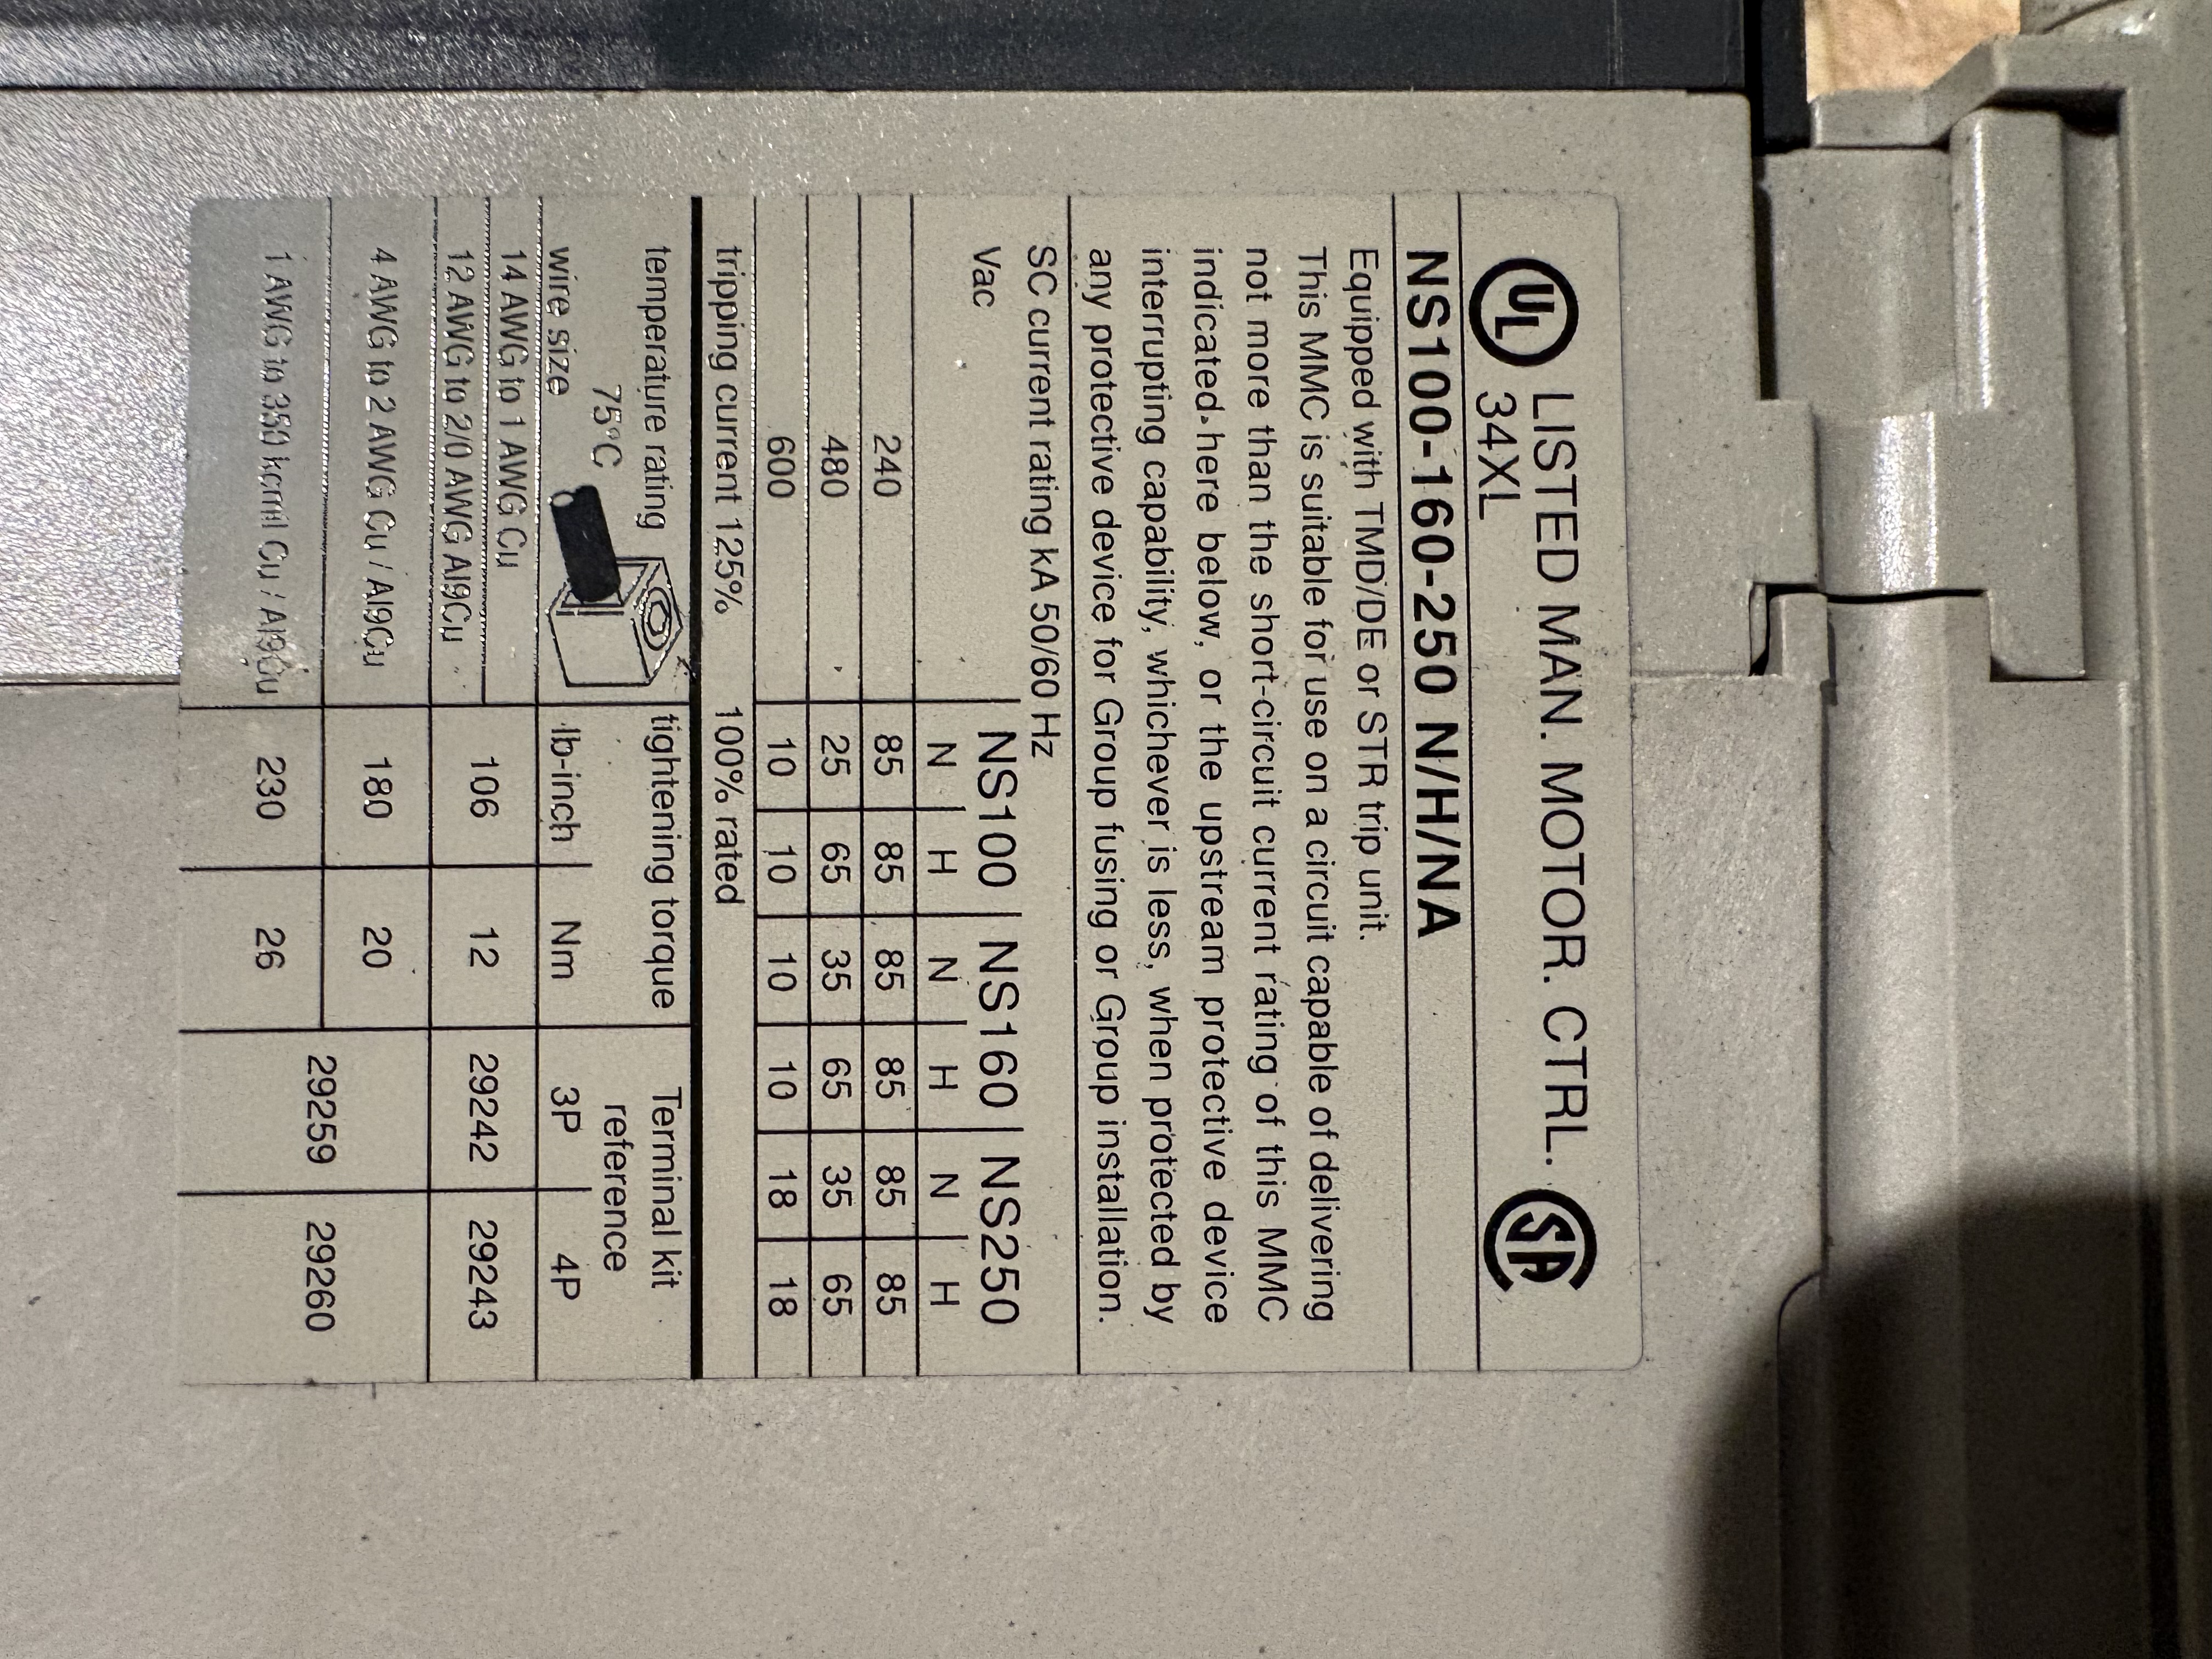 UL LISTED MAN. MOTOR. CTRL. SA
34XL
NS100-160-250 N/H/NA
Equipped with TMD/DE or STR trip unit.
This MMC is suitable for use on a circuit capable of delivering
not more than the short-circuit current rating of this MMC
indicated here below, or the upstream protective device
interrupting capability, whichever is less, when protected by
any protective device for Group fusing or Group installation.
SC current rating kA 50/60 Hz
Vac NS100 NS160 NS250
N H N H N H
240 85 85 85 85 85 85
480 25 65 35 65 35 65
600 10 10 10 10 18 18
tripping current 125% 100% rated
temperature rating tightening torque Terminal kit
75°C reference
wire size lb-inch Nm 3P 4P
14 AWG to 1 AWG Cu
12 AWG to 2/0 AWG Al9Cu 106 12 29242 29243
4 AWG to 2 AWG Cu / Al9Cu 180 20
29259 29260
1 AWG to 350 kcmil Cu / Al9Cu 230 26